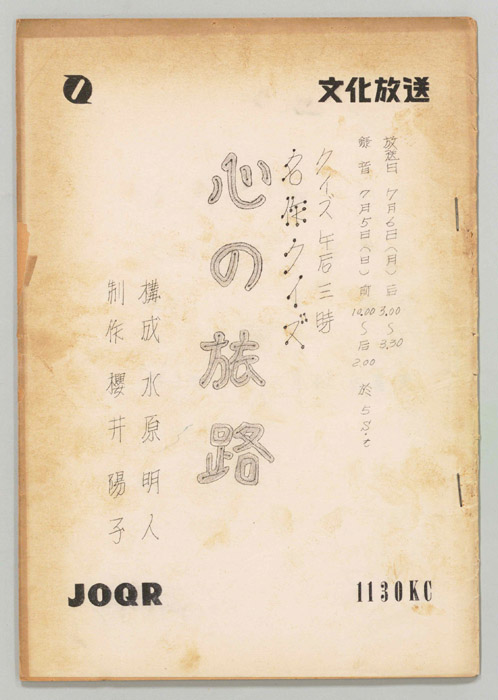 文化放送
放送日 7月6日(月)后3.00〜3.30
録音 7月5日(日)前10.00〜后2.00 於5S't
クイズ午后三時
名作クイズ
心の旅路
構成 水原明人
制作 櫻井陽子
JOQR
1130KC